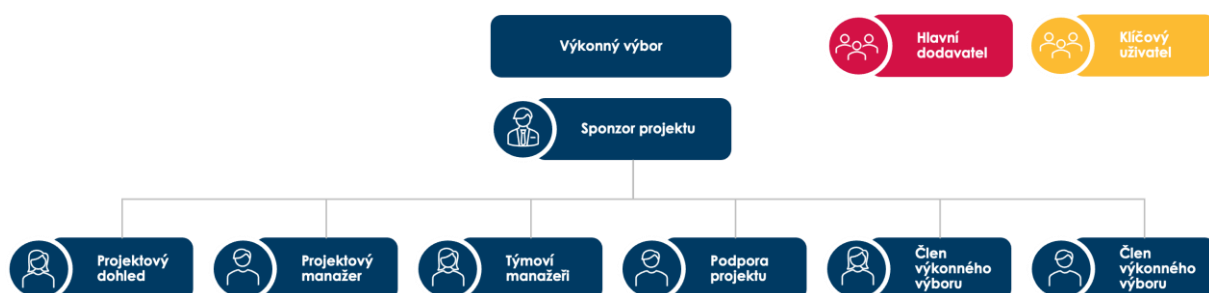 Výkonný výbor
Hlavní
dodavatel
Klíčový
uživatel
Sponzor projektu
Projektový
dohled
Projektový
manažer
Týmoví
manažeři
Podpora
projektu
Člen
výkonného
výboru
Člen
výkonného
výboru